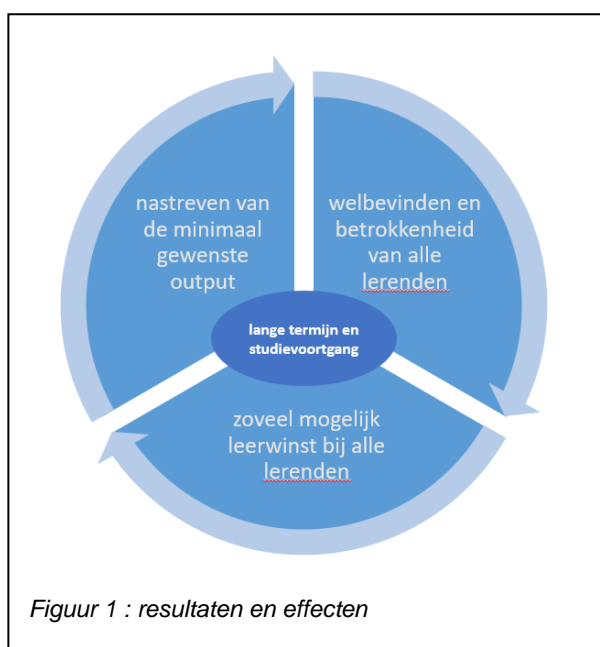 nastreven van
de minimaal
gewenste
output
welbevinden en
betrokkenheid
van alle
lerenden
lange termijn en
studievoortgang
zoveel mogelijk
leerwinst bij alle
lerenden
Figuur 1 : resultaten en effecten